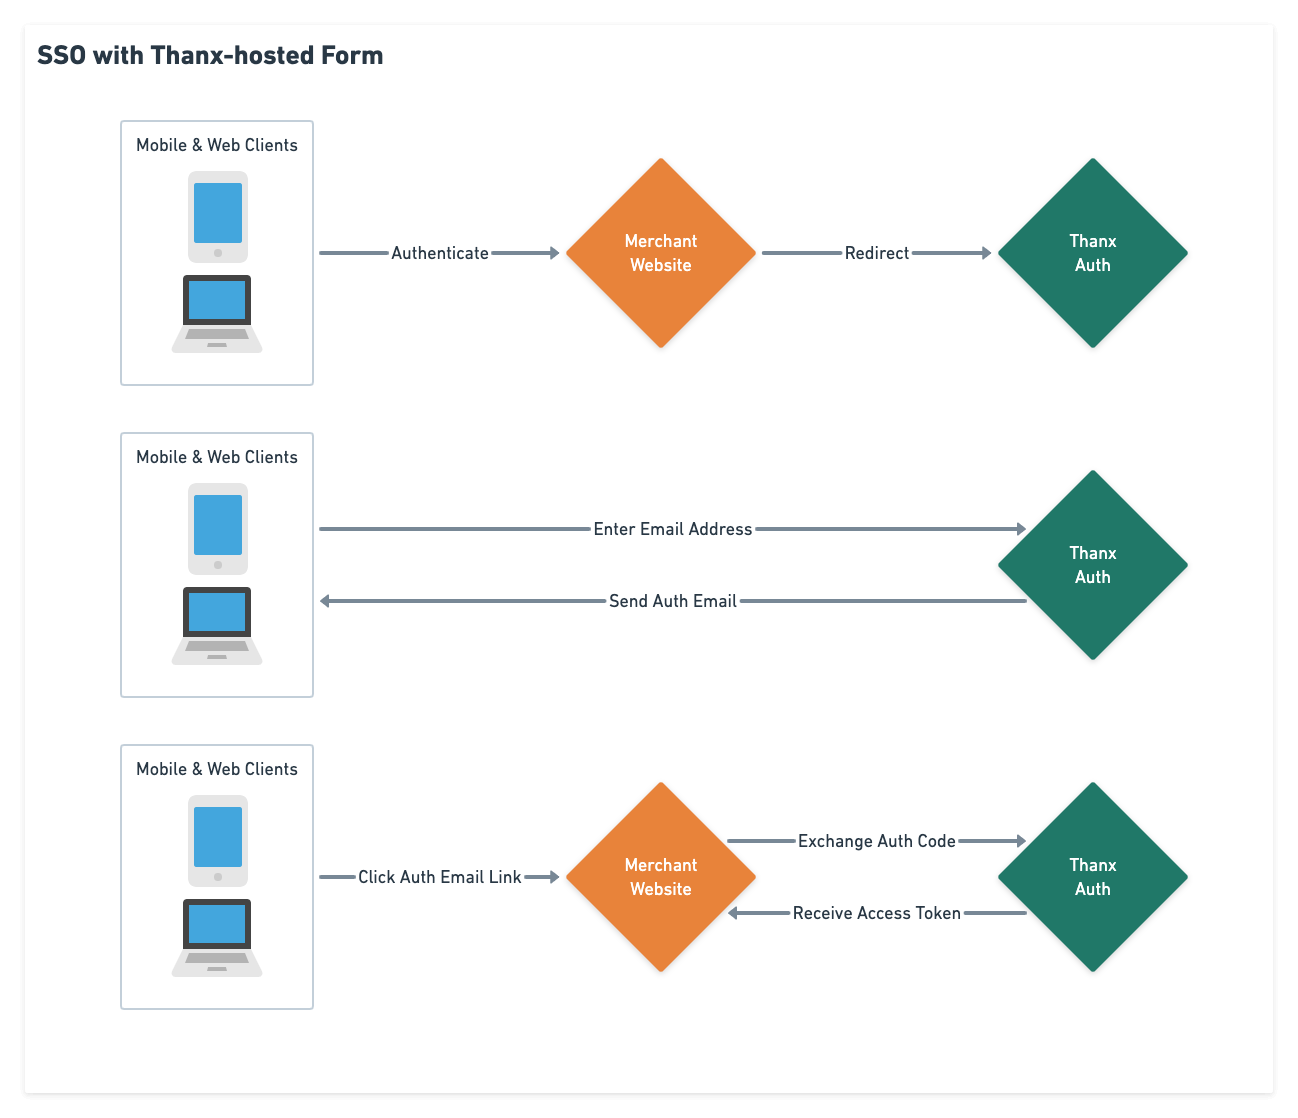 SSO with Thanx-hosted Form
Mobile & Web Clients
Authenticate
Merchant
Website
Redirect
Thanx
Auth
Mobile & Web Clients
Enter Email Address
Send Auth Email
Thanx
Auth
Mobile & Web Clients
Click Auth Email Link
Merchant
Website
Exchange Auth Code
Receive Access Token
Thanx
Auth